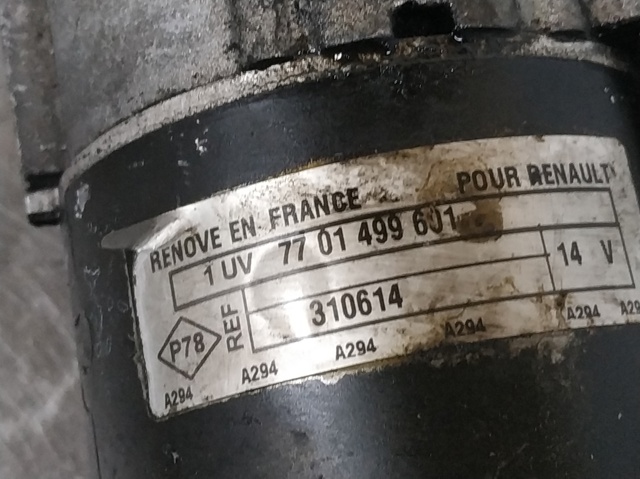 RENOVE EN FRANCE POUR RENAULT
1 UV 77 01 499 601
REF 310614 14 V
P78
A294 A294 A294 A294 A294 A29